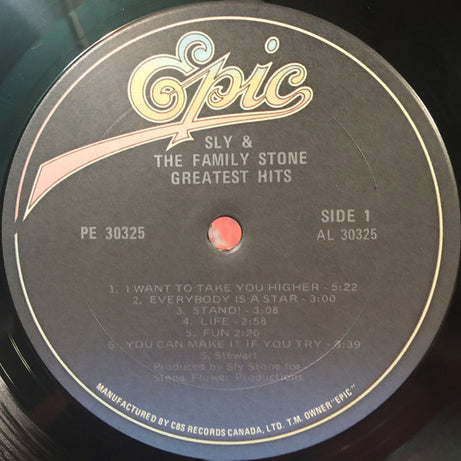 Epic
SLY &
THE FAMILY STONE
GREATEST HITS
PE 30325
SIDE 1
AL 30325
1. I WANT TO TAKE YOU HIGHER - 5:22
2. EVERYBODY IS A STAR - 3:00
3. STAND! - 3:08
4. LIFE - 2:58
5. FUN 2:20
6. YOU CAN MAKE IT IF YOU TRY - 3:39
S. Stewart
Produced by Sly Stone for
Stone Flower Productions
MANUFACTURED BY CBS RECORDS CANADA, LTD. T.M. OWNER "EPIC"